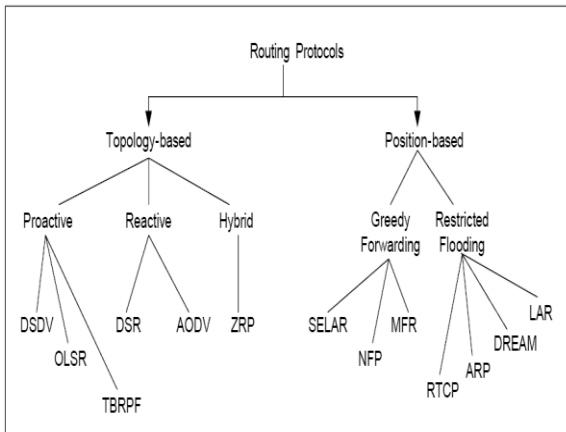 Routing Protocols
Topology-based
Position-based
Proactive
Reactive
Hybrid
Greedy
Forwarding
Restricted
Flooding
DSDV
OLSR
TBRPF
DSR
AODV
ZRP
SELAR
NFP
MFR
RTCP
ARP
DREAM
LAR